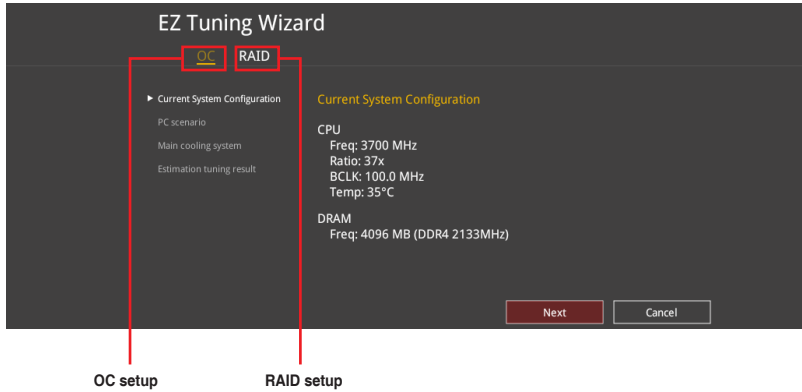 EZ Tuning Wizard
OC RAID
► Current System Configuration
PC scenario
Main cooling system
Estimation tuning result
Current System Configuration
CPU
Freq: 3700 MHz
Ratio: 37x
BCLK: 100.0 MHz
Temp: 35°C
DRAM
Freq: 4096 MB (DDR4 2133MHz)
Next Cancel
OC setup RAID setup